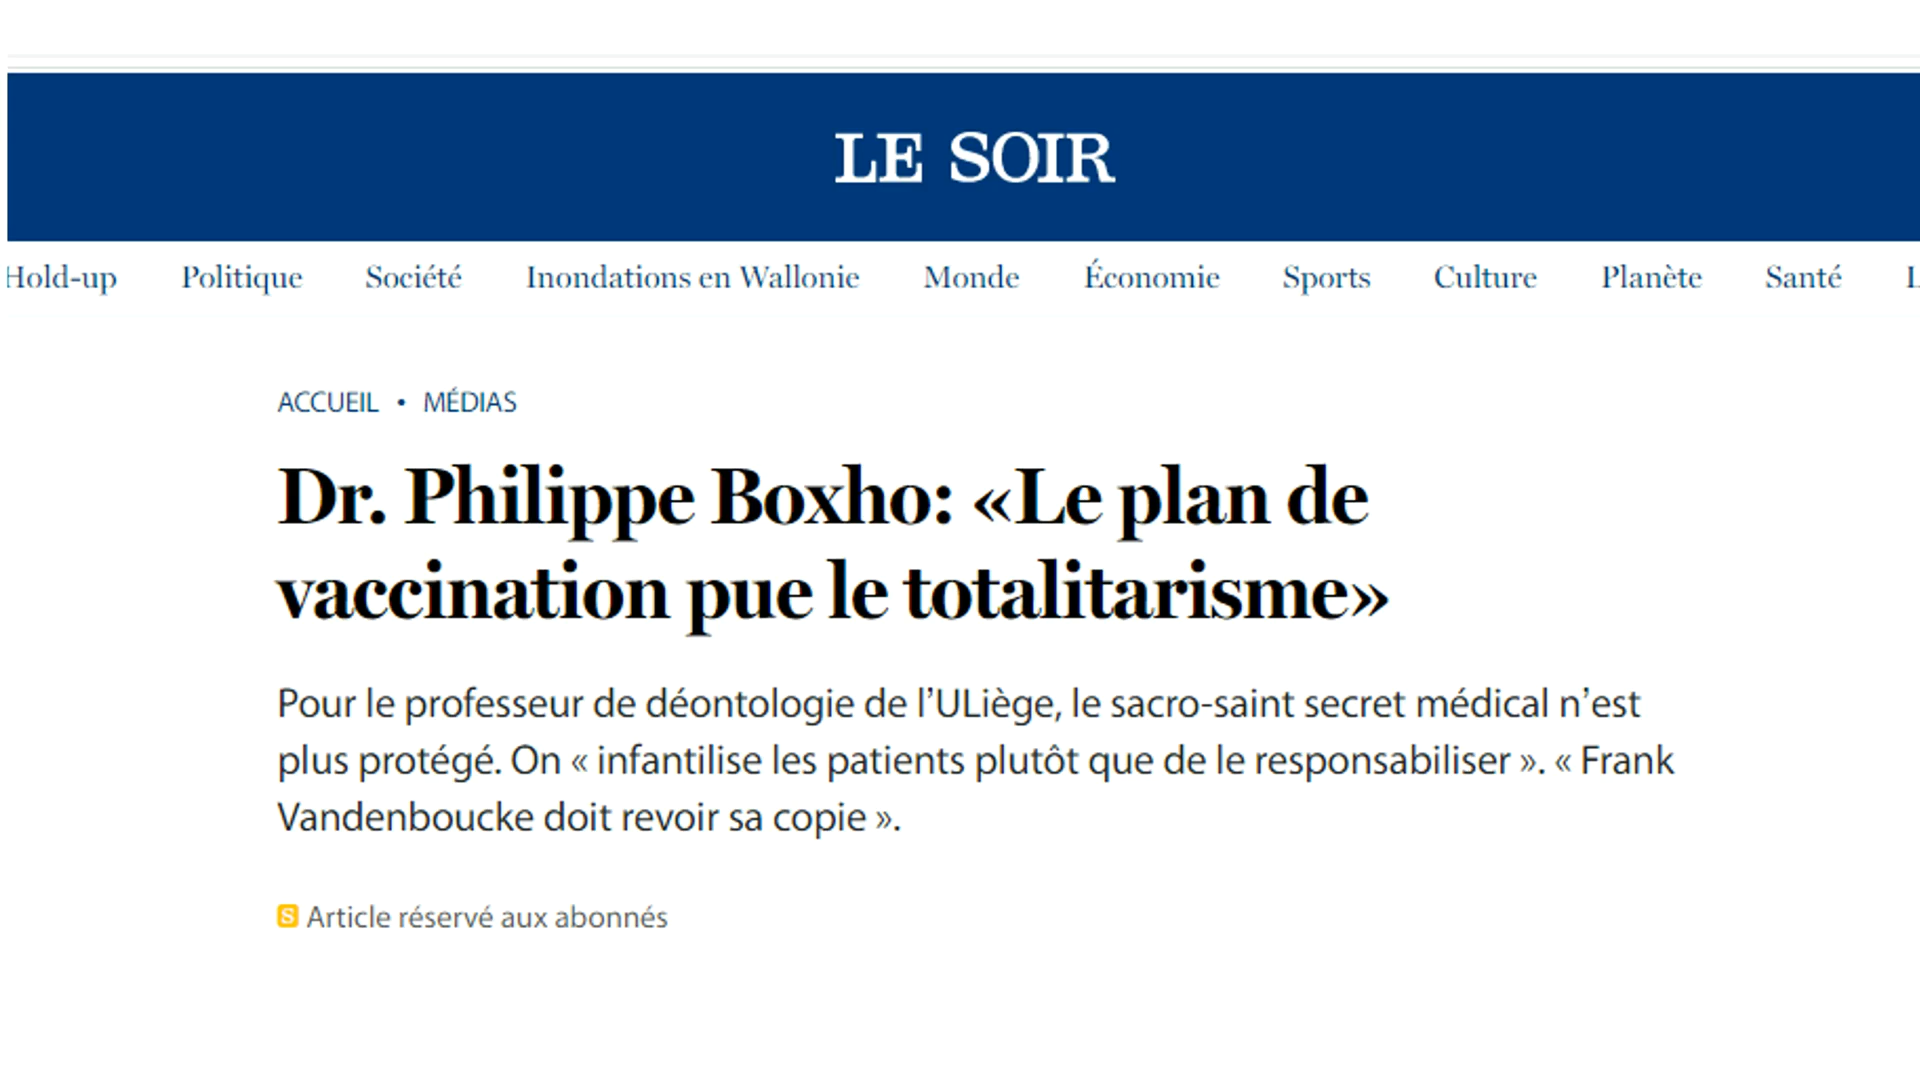 LE SOIR
Hold-up Politique Société Inondations en Wallonie Monde Économie Sports Culture Planète Santé
ACCUEIL • MÉDIAS
Dr. Philippe Boxho: «Le plan de
vaccination pue le totalitarisme»
Pour le professeur de déontologie de l’ULiège, le sacro-saint secret médical n’est
plus protégé. On « infantilise les patients plutôt que de le responsabiliser ». « Frank
Vandenboucke doit revoir sa copie ».
S Article réservé aux abonnés